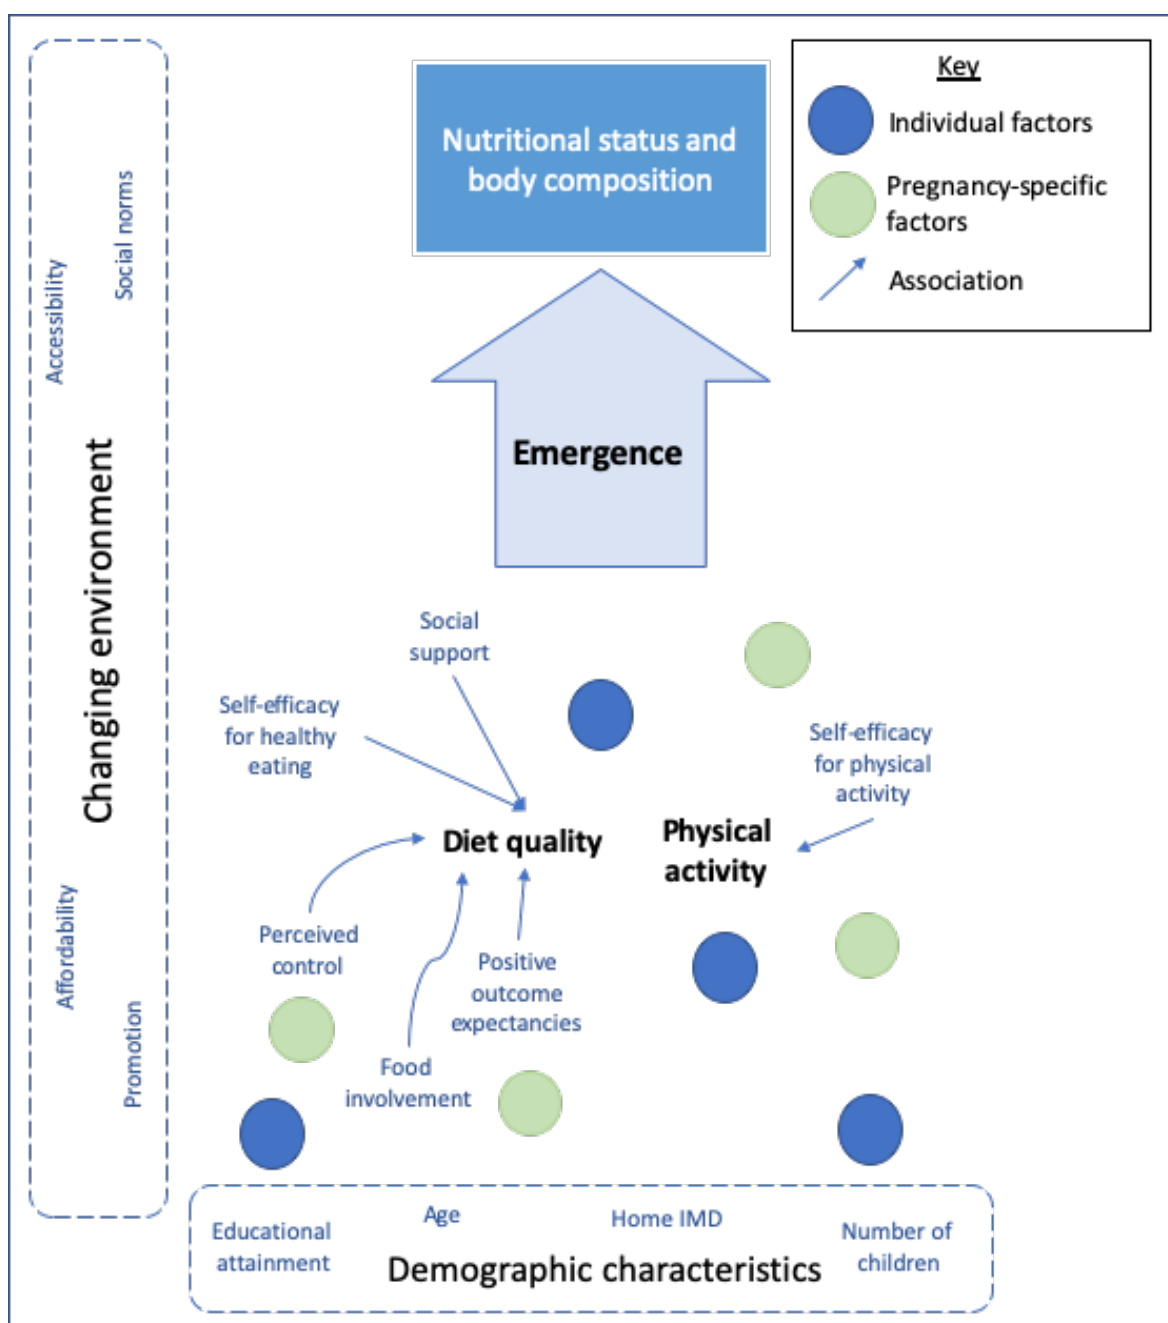 Key
Individual factors
Pregnancy-specific
factors
Association
Nutritional status and
body composition
Emergence
Social norms
Accessibility
Changing environment
Affordability
Promotion
Social
support
Self-efficacy
for healthy
eating
Self-efficacy
for physical
activity
Diet quality
Physical
activity
Perceived
control
Positive
outcome
expectancies
Food
involvement
Educational
attainment
Age
Home IMD
Number of
children
Demographic characteristics